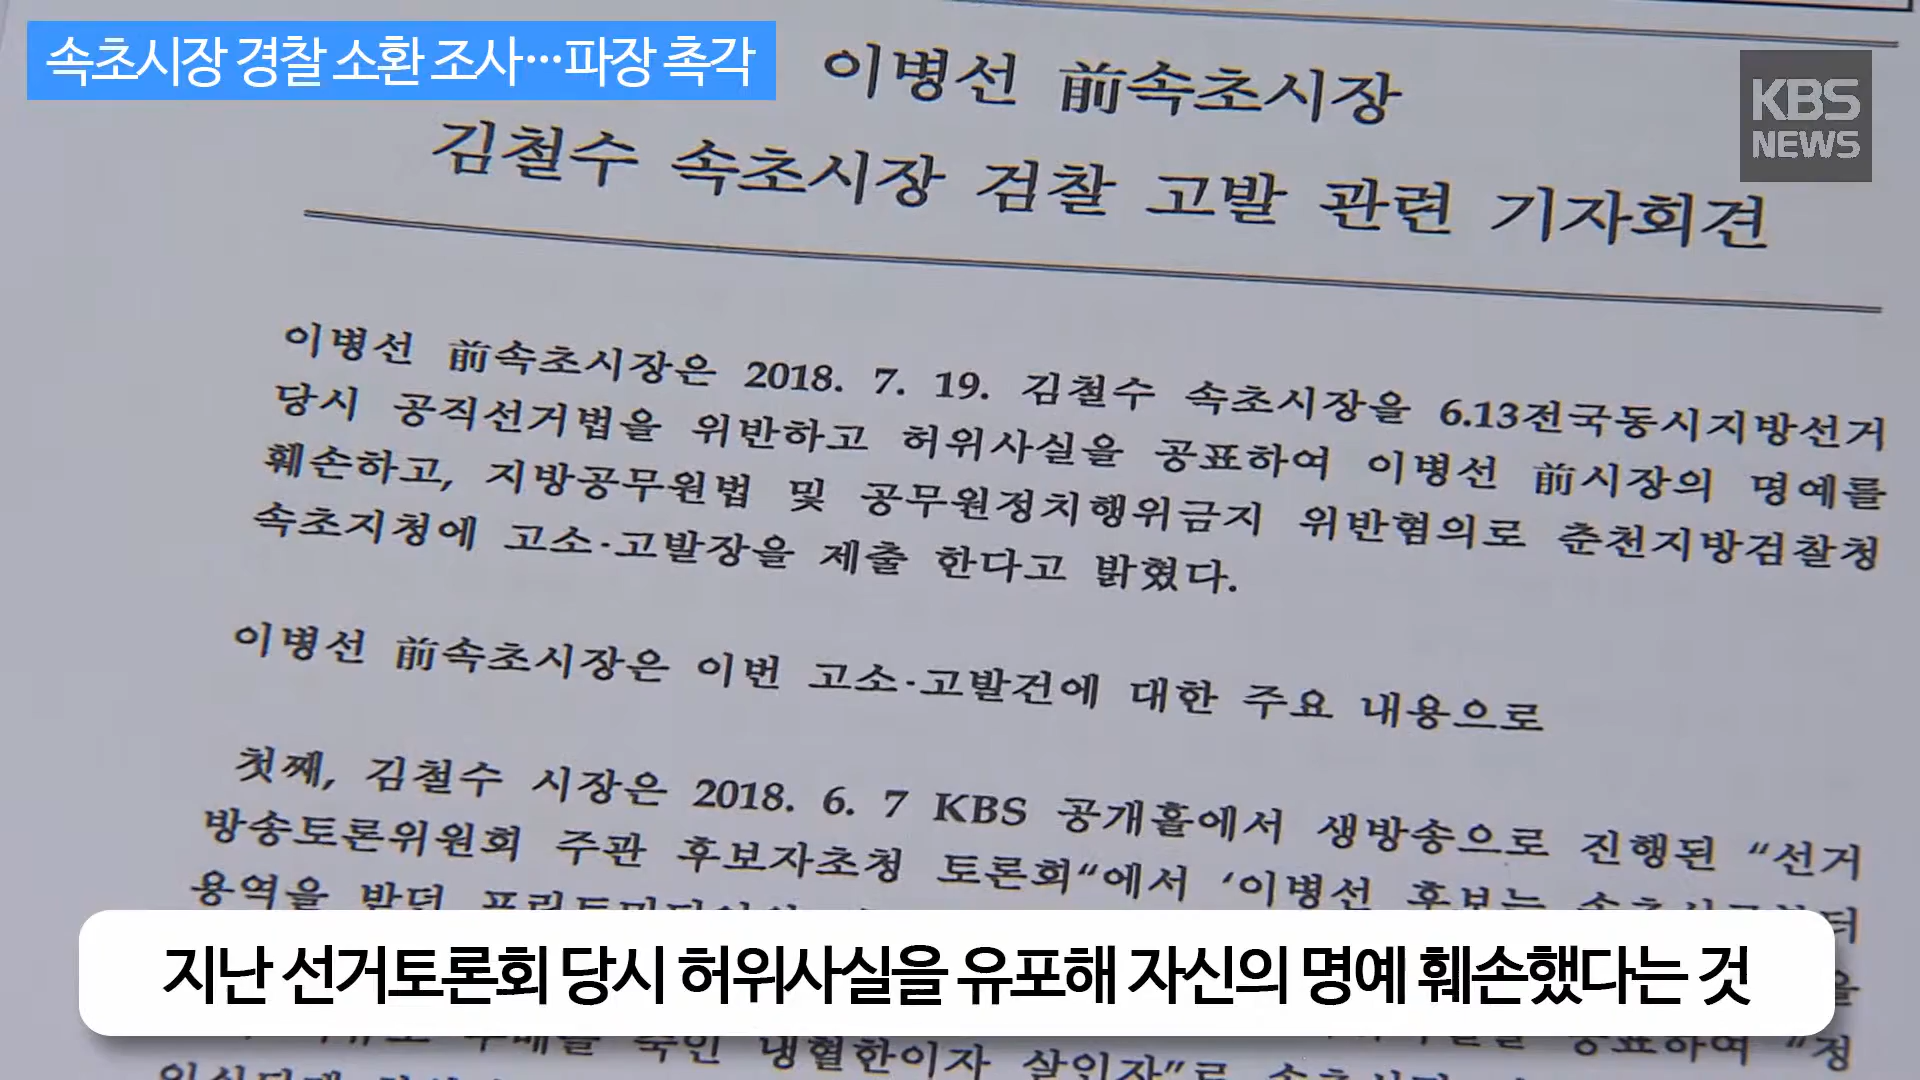 속초시장 경찰 소환 조사…파장 촉각
KBS
NEWS
이병선 前속초시장
김철수 속초시장 검찰 고발 관련 기자회견
이병선 前속초시장은 2018. 7. 19. 김철수 속초시장을 6.13전국동시지방선거
당시 공직선거법을 위반하고 허위사실을 공표하여 이병선 前시장의 명예를
훼손하고, 지방공무원법 및 공무원정치행위금지 위반혐의로 춘천지방검찰청
속초지청에 고소·고발장을 제출 한다고 밝혔다.
이병선 前속초시장은 이번 고소·고발건에 대한 주요 내용으로
첫째, 김철수 시장은 2018. 6. 7 KBS 공개홀에서 생방송으로 진행된 “선거
방송토론위원회 주관 후보자초청 토론회“에서 ‘이병선 후보는
용역을 받던
지난 선거토론회 당시 허위사실을 유포해 자신의 명예 훼손했다는 것
죽인 냉혈한이자 살인자”로 공표하여 “정